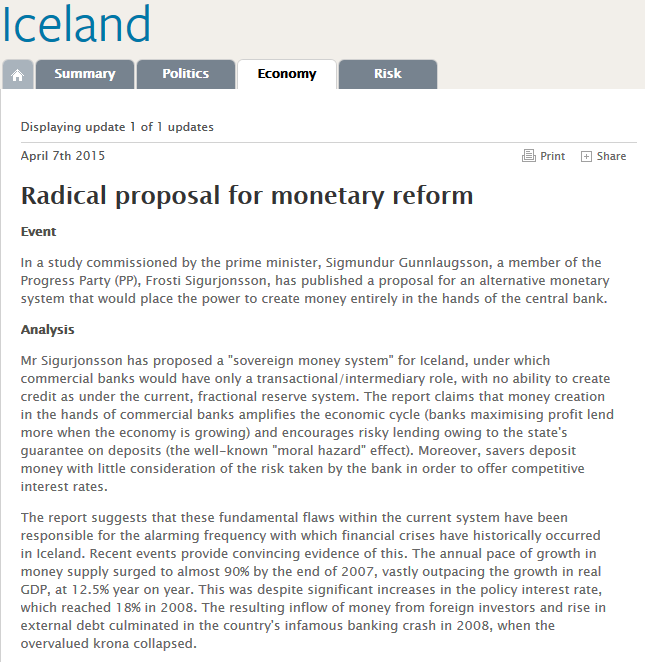 Iceland
Summary Politics Economy Risk
Displaying update 1 of 1 updates
April 7th 2015 Print Share
Radical proposal for monetary reform
Event
In a study commissioned by the prime minister, Sigmundur Gunnlaugsson, a member of the
Progress Party (PP), Frosti Sigurjonsson, has published a proposal for an alternative monetary
system that would place the power to create money entirely in the hands of the central bank.
Analysis
Mr Sigurjonsson has proposed a "sovereign money system" for Iceland, under which
commercial banks would have only a transactional/intermediary role, with no ability to create
credit as under the current, fractional reserve system. The report claims that money creation
in the hands of commercial banks amplifies the economic cycle (banks maximising profit lend
more when the economy is growing) and encourages risky lending owing to the state's
guarantee on deposits (the well-known "moral hazard" effect). Moreover, savers deposit
money with little consideration of the risk taken by the bank in order to offer competitive
interest rates.
The report suggests that these fundamental flaws within the current system have been
responsible for the alarming frequency with which financial crises have historically occurred
in Iceland. Recent events provide convincing evidence of this. The annual pace of growth in
money supply surged to almost 90% by the end of 2007, vastly outpacing the growth in real
GDP, at 12.5% year on year. This was despite significant increases in the policy interest rate,
which reached 18% in 2008. The resulting inflow of money from foreign investors and rise in
external debt culminated in the country's infamous banking crash in 2008, when the
overvalued krona collapsed.